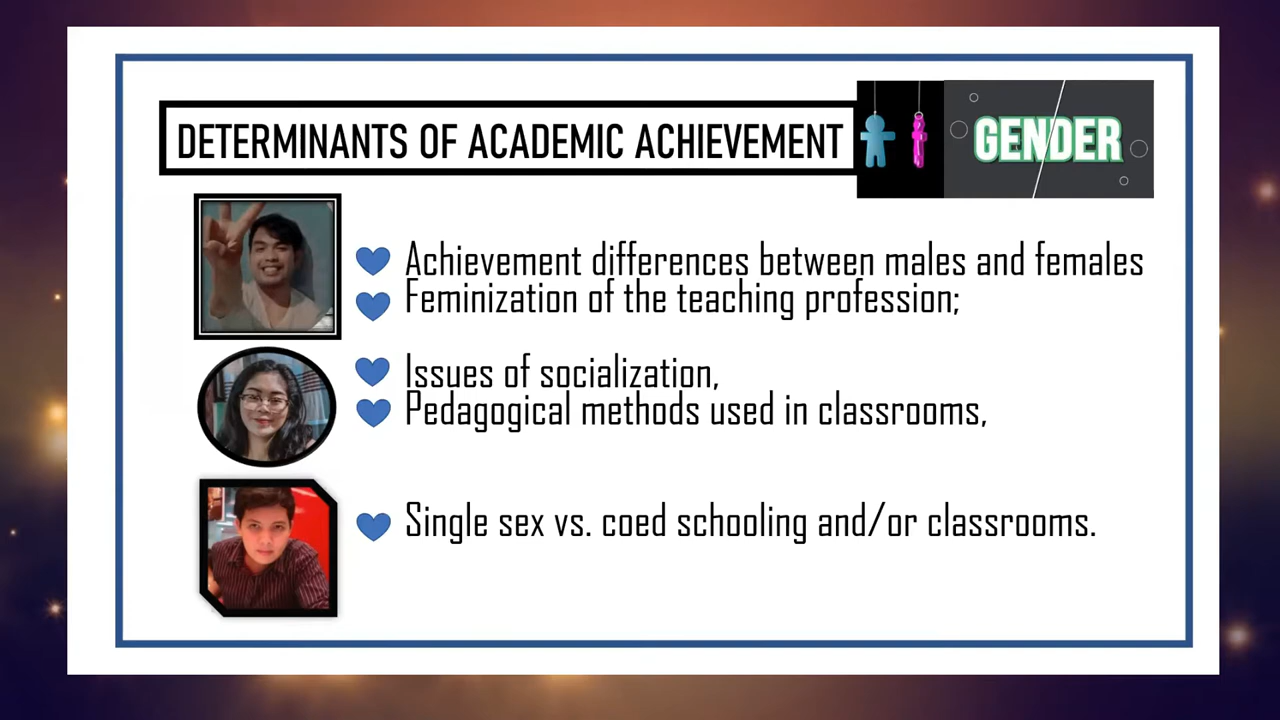 DETERMINANTS OF ACADEMIC ACHIEVEMENT
GENDER
Achievement differences between males and females
Feminization of the teaching profession;
Issues of socialization,
Pedagogical methods used in classrooms,
Single sex vs. coed schooling and/or classrooms.